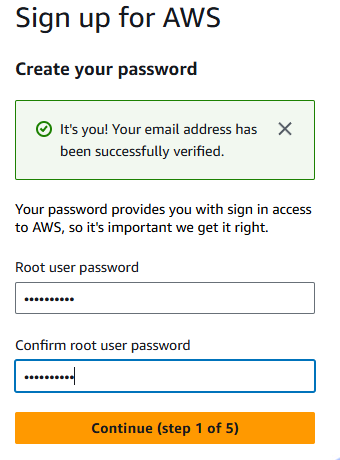 Sign up for AWS
Create your password
It's you! Your email address has
been successfully verified.
Your password provides you with sign in access
to AWS, so it's important we get it right.
Root user password
••••••••••
Confirm root user password
••••••••••
Continue (step 1 of 5)